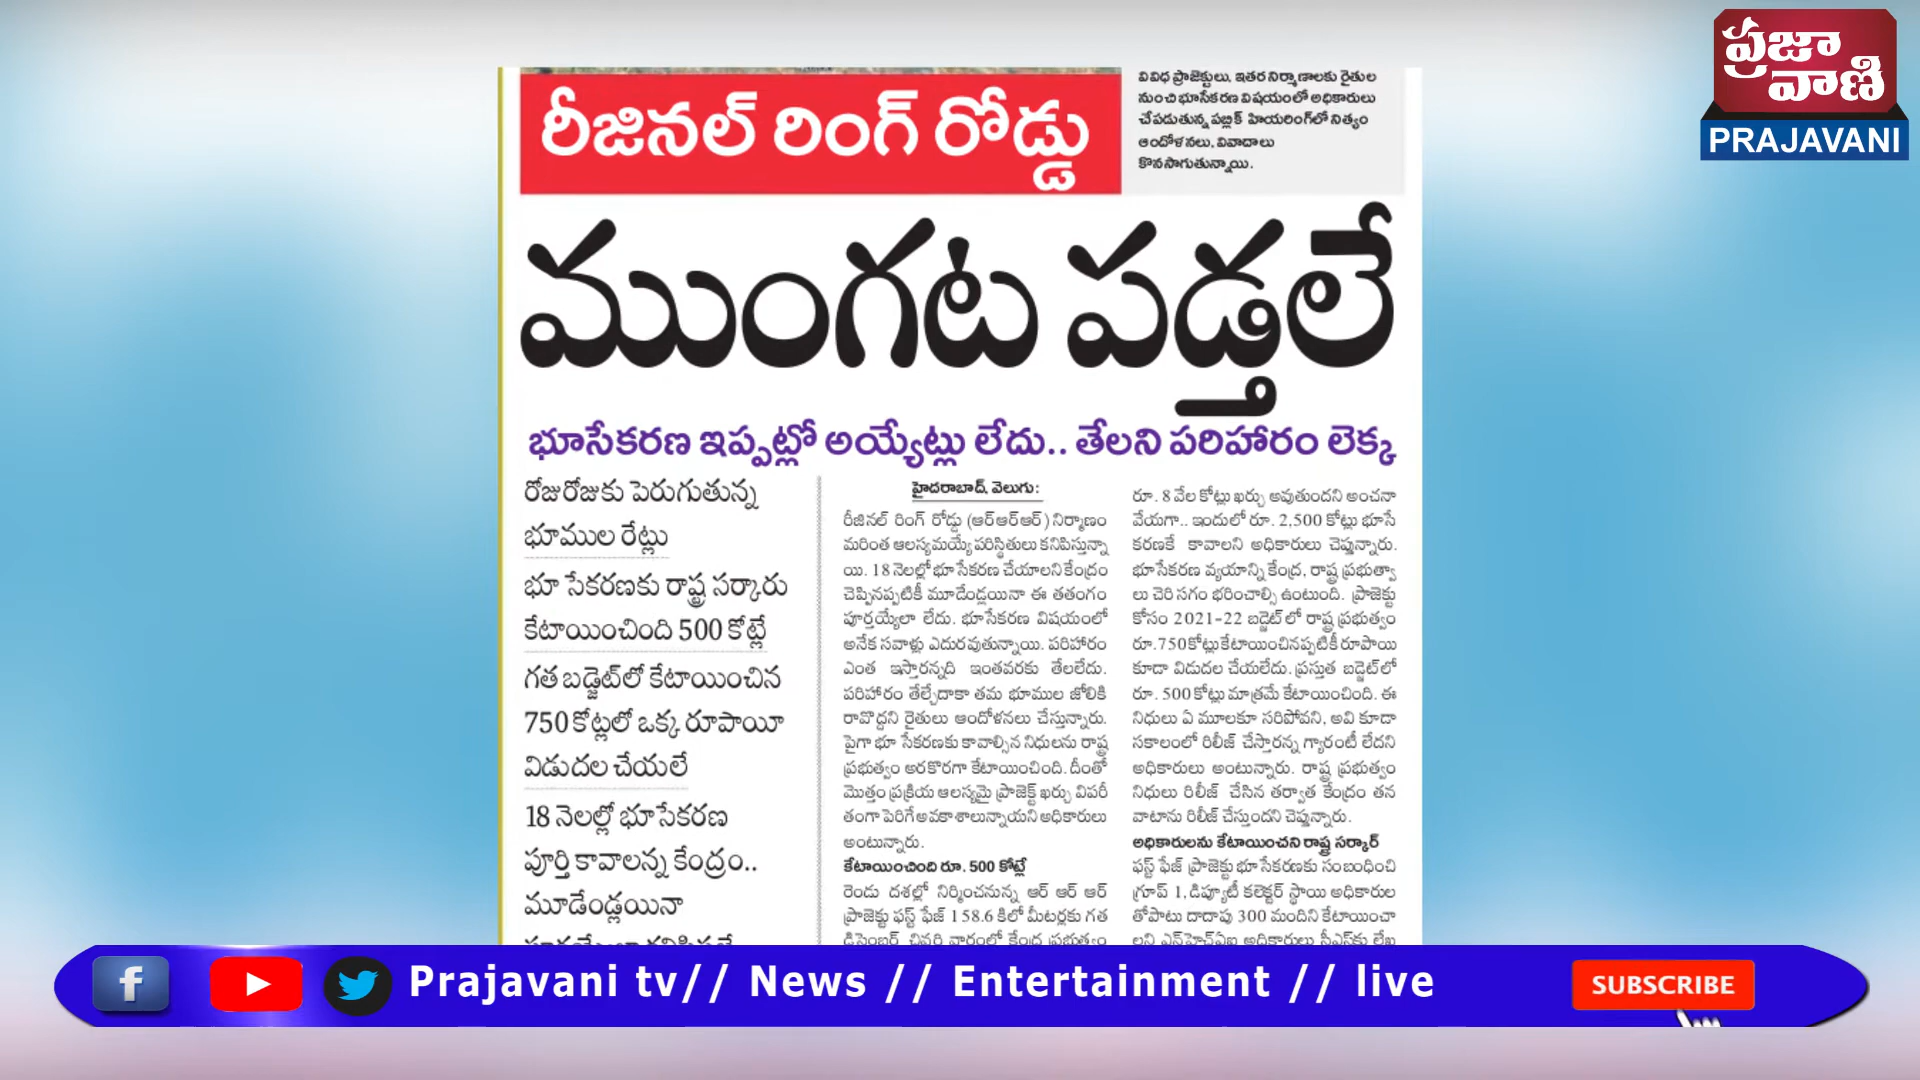 ప్రజా
వాణి
PRAJAVANI
రీజినల్ రింగ్ రోడ్డు
వివిధ ప్రాజెక్టులు, ఇతర నిర్మాణాలకు రైతుల
నుంచి భూసేకరణ విషయంలో అధికారులు
చేపడుతున్న పబ్లిక్ హియరింగ్‌లో నిత్యం
ఆందోళనలు, వివాదాలు
కొనసాగుతున్నాయి.
ముంగట పడ్తలే
భూసేకరణ ఇప్పట్లో అయ్యేట్లు లేదు.. తేలని పరిహారం లెక్క
రోజురోజుకు పెరుగుతున్న
భూముల రేట్లు
భూ సేకరణకు రాష్ట్ర సర్కారు
కేటాయించింది 500 కోట్లే
గత బడ్జెట్‌లో కేటాయించిన
750 కోట్లలో ఒక్క రూపాయీ
విడుదల చేయలే
18 నెలల్లో భూసేకరణ
పూర్తి కావాలన్న కేంద్రం..
మూడేండ్లయినా
హైదరాబాద్, వెలుగు:
రీజినల్ రింగ్ రోడ్డు (ఆర్ఆర్ఆర్) నిర్మాణం
మరింత ఆలస్యమయ్యే పరిస్థితులు కనిపిస్తున్నా
యి. 18 నెలల్లో భూసేకరణ చేయాలని కేంద్రం
చెప్పినప్పటికీ మూడేండ్లయినా ఈ తతంగం
పూర్తయ్యేలా లేదు. భూసేకరణ విషయంలో
అనేక సవాళ్లు ఎదురవుతున్నాయి. పరిహారం
ఎంత ఇస్తారన్నది ఇంతవరకు తేలలేదు.
పరిహారం తేల్చేదాకా తమ భూముల జోలికి
రావొద్దని రైతులు ఆందోళనలు చేస్తున్నారు.
పైగా భూ సేకరణకు కావాల్సిన నిధులను రాష్ట్ర
ప్రభుత్వం అరకొరగా కేటాయించింది. దీంతో
మొత్తం ప్రక్రియ ఆలస్యమై ప్రాజెక్ట్ ఖర్చు విపరీ
తంగా పెరిగే అవకాశాలున్నాయని అధికారులు
అంటున్నారు.
కేటాయించింది రూ. 500 కోట్లే
రెండు దశల్లో నిర్మించనున్న ఆర్ ఆర్ ఆర్
ప్రాజెక్టు ఫస్ట్ ఫేజ్ 158.6 కిలో మీటర్లకు గత
డిసెంబర్ చివరి వారంలో కేంద్ర ప్రభుత్వం
రూ. 8 వేల కోట్లు ఖర్చు అవుతుందని అంచనా
వేయగా.. ఇందులో రూ. 2,500 కోట్లు భూసే
కరణకే కావాలని అధికారులు చెప్తున్నారు.
భూసేకరణ వ్యయాన్ని కేంద్ర, రాష్ట్ర ప్రభుత్వా
లు చెరి సగం భరించాల్సి ఉంటుంది. ప్రాజెక్టు
కోసం 2021-22 బడ్జెట్ లో రాష్ట్ర ప్రభుత్వం
రూ.750 కోట్లు కేటాయించినప్పటికీ రూపాయి
కూడా విడుదల చేయలేదు. ప్రస్తుత బడ్జెట్‌లో
రూ. 500 కోట్లు మాత్రమే కేటాయించింది. ఈ
నిధులు ఏ మూలకూ సరిపోవని, అవి కూడా
సకాలంలో రిలీజ్ చేస్తారన్న గ్యారంటీ లేదని
అధికారులు అంటున్నారు. రాష్ట్ర ప్రభుత్వం
నిధులు రిలీజ్ చేసిన తర్వాత కేంద్రం తన
వాటాను రిలీజ్ చేస్తుందని చెప్తున్నారు.
అధికారులను కేటాయించని రాష్ట్ర సర్కార్
ఫస్ట్ ఫేజ్ ప్రాజెక్టు భూసేకరణకు సంబంధించి
గ్రూప్ 1, డిప్యూటీ కలెక్టర్ స్థాయి అధికారుల
తోపాటు దాదాపు 300 మందిని కేటాయించా
లని ఎన్‌హెచ్ఏఐ అధికారులు సీఎస్‌కు లేఖ
Prajavani tv// News // Entertainment // live
SUBSCRIBE